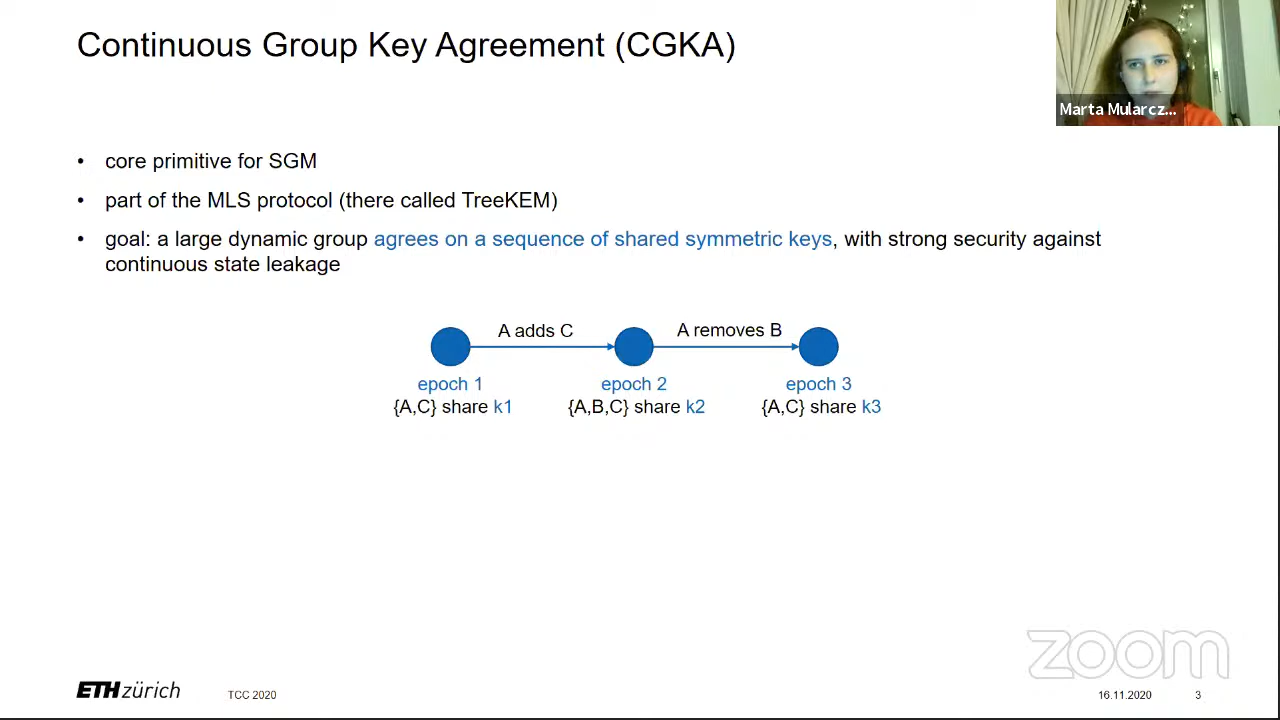 Continuous Group Key Agreement (CGKA)
Marta Mularcz...
• core primitive for SGM
• part of the MLS protocol (there called TreeKEM)
• goal: a large dynamic group agrees on a sequence of shared symmetric keys, with strong security against
continuous state leakage
A adds C
A removes B
epoch 1
epoch 2
epoch 3
{A,C} share k1
{A,B,C} share k2
{A,C} share k3
zoom
ETH zürich
TCC 2020
16.11.2020
3